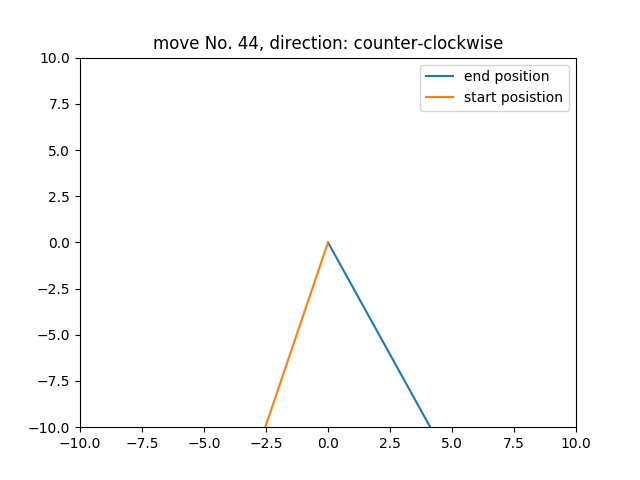 move No. 44, direction: counter-clockwise
10.0
7.5
5.0
2.5
0.0
−2.5
−5.0
−7.5
−10.0
−10.0 −7.5 −5.0 −2.5 0.0 2.5 5.0 7.5 10.0
end position
start posistion